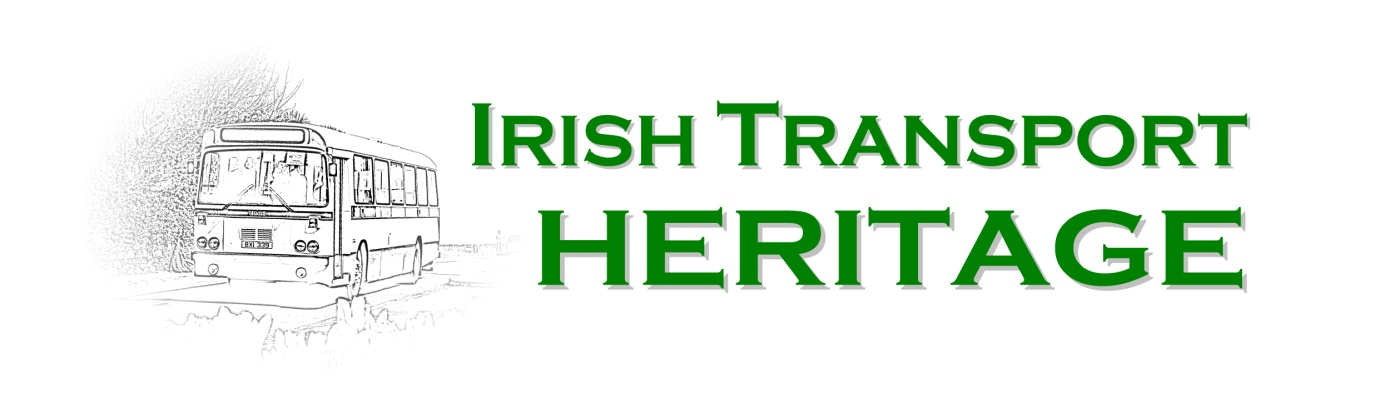 IRISH TRANSPORT
HERITAGE
BXI 339